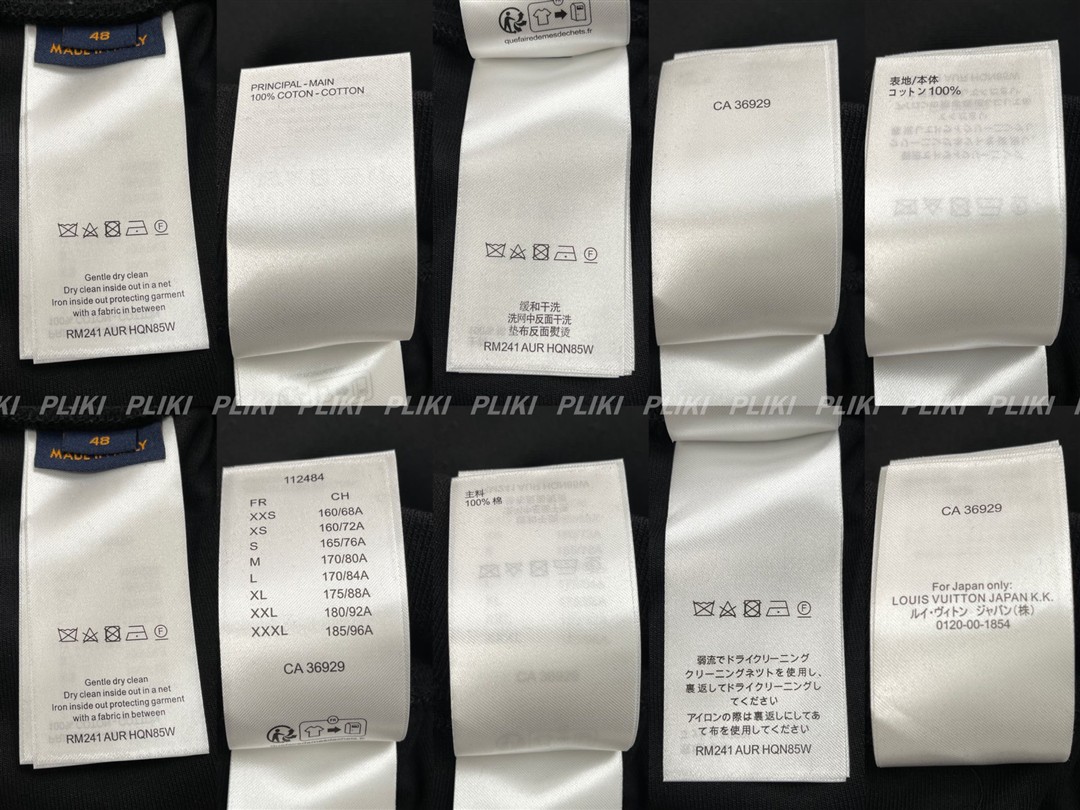 48
MADE IN ITALY
Gentle dry clean
Dry clean inside out in a net
Iron inside out protecting garment
with a fabric in between
RM241 AUR HQN85W
PRINCIPAL - MAIN
100% COTON - COTTON
FR
quefairedemesdechets.fr
F
缓和干洗
洗网中反面干洗
垫布反面熨烫
RM241 AUR HQN85W
CA 36929
表地/本体
コットン100%
PLIKI PLIKI PLIKI PLIKI PLIKI PLIKI PLIKI PLIKI PLIKI PLIKI PLIKI PLIKI
48
MADE IN ITALY
F
Gentle dry clean
Dry clean inside out in a net
Iron inside out protecting garment
with a fabric in between
RM241 AUR HQN85W
112484
FR CH
XXS 160/68A
XS 160/72A
S 165/76A
M 170/80A
L 170/84A
XL 175/88A
XXL 180/92A
XXXL 185/96A
CA 36929
FR
主料
100% 棉
F
弱流でドライクリーニング
クリーニングネツトを使用し、
裏返してドライクリーニングし
てください
アイロンの際は裏返しにしてあ
て布を使用してください
RM241 AUR HQN85W
CA 36929
For Japan only:
LOUIS VUITTON JAPAN K.K.
ルイ・ヴィトン ジャパン(株)
0120-00-1854